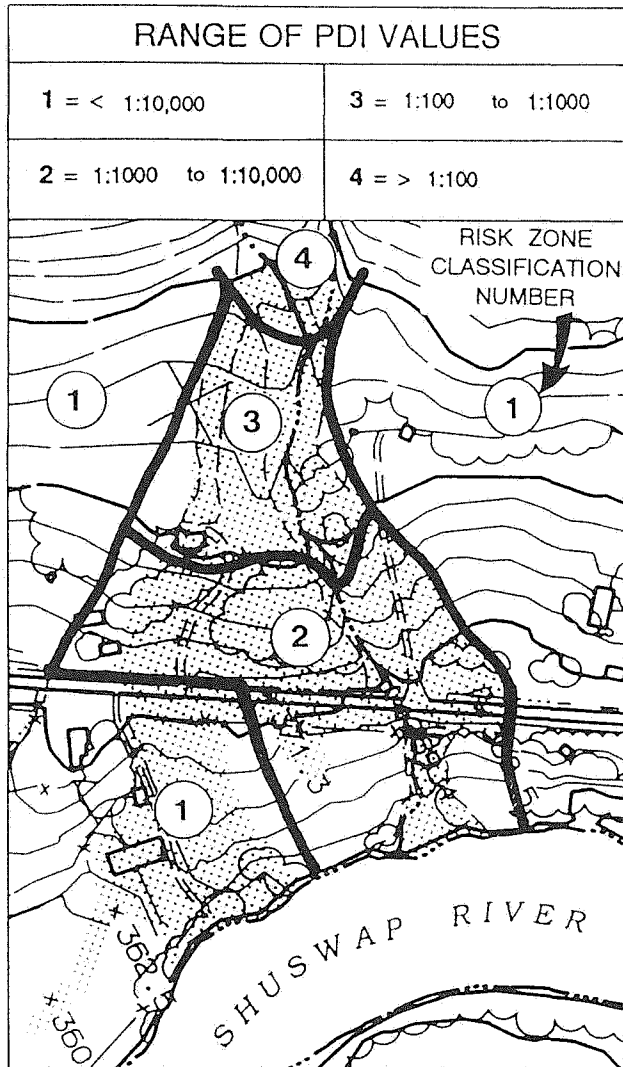 RANGE OF PDI VALUES
1 = < 1:10,000
3 = 1:100 to 1:1000
2 = 1:1000 to 1:10,000
4 = > 1:100
RISK ZONE
CLASSIFICATION
NUMBER
4
1
3
1
2
1
× 362
× 360
SHUSWAP RIVER